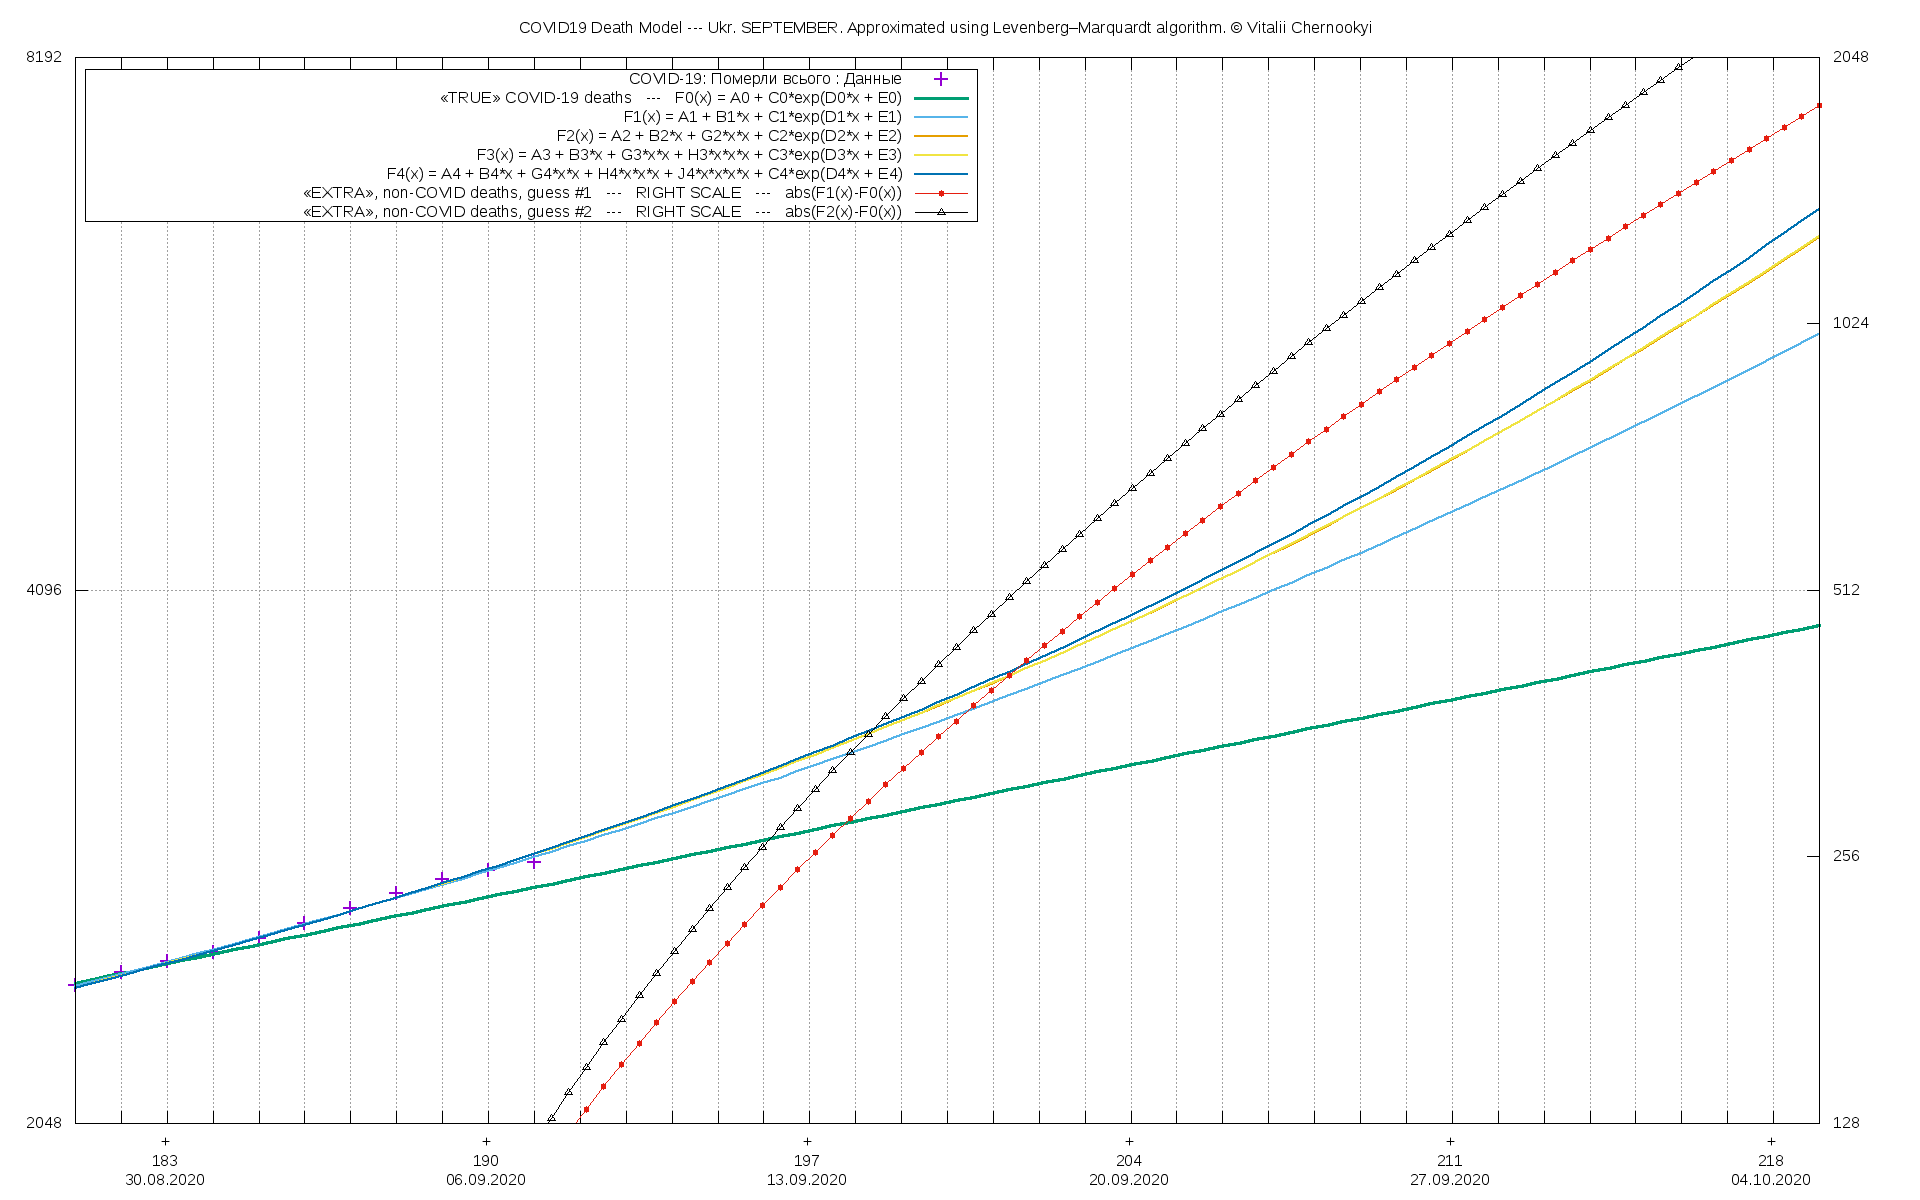 COVID19 Death Model --- Ukr. SEPTEMBER. Approximated using Levenberg–Marquardt algorithm. © Vitalii Chernookyi
8192
2048
COVID-19: Померли всього : Данные
«TRUE» COVID-19 deaths --- F0(x) = A0 + C0*exp(D0*x + E0)
F1(x) = A1 + B1*x + C1*exp(D1*x + E1)
F2(x) = A2 + B2*x + G2*x*x + C2*exp(D2*x + E2)
F3(x) = A3 + B3*x + G3*x*x + H3*x*x*x + C3*exp(D3*x + E3)
F4(x) = A4 + B4*x + G4*x*x + H4*x*x*x + J4*x*x*x*x + C4*exp(D4*x + E4)
«EXTRA», non-COVID deaths, guess #1 --- RIGHT SCALE --- abs(F1(x)-F0(x))
«EXTRA», non-COVID deaths, guess #2 --- RIGHT SCALE --- abs(F2(x)-F0(x))
1024
4096
512
256
2048
128
+ + + + + +
183 190 197 204 211 218
30.08.2020 06.09.2020 13.09.2020 20.09.2020 27.09.2020 04.10.2020